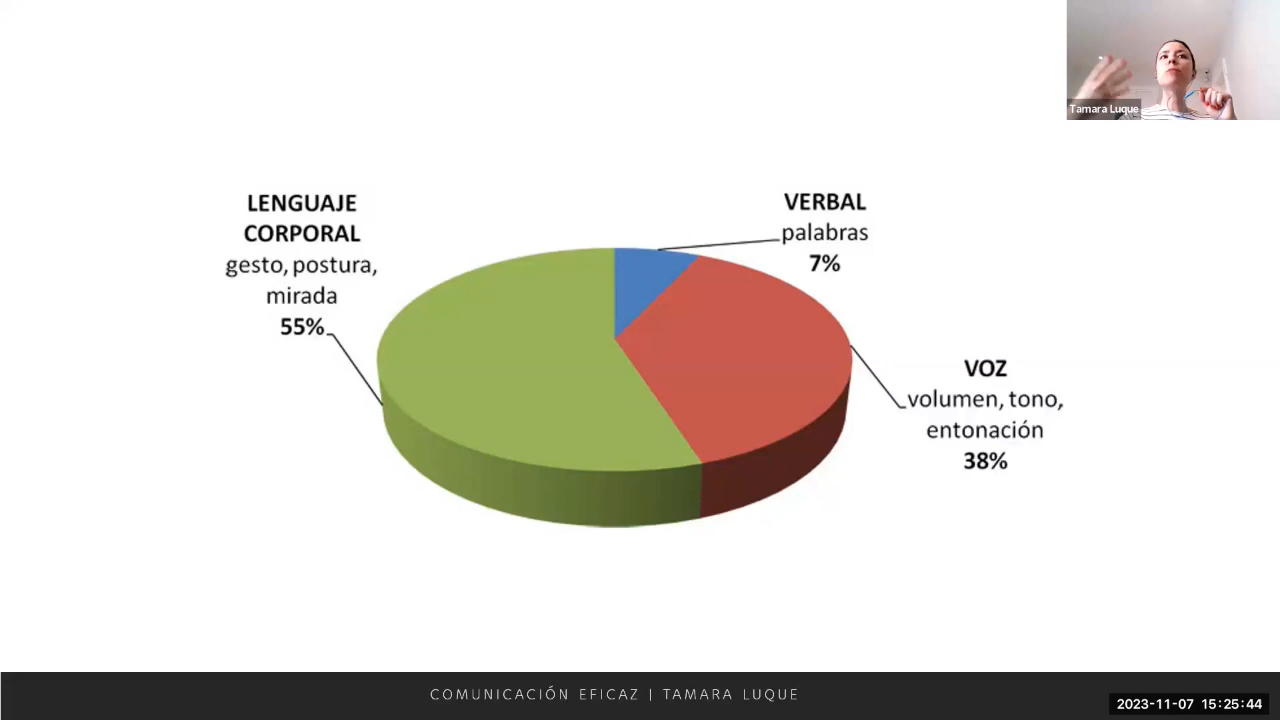 Tamara Luque
LENGUAJE
CORPORAL
gesto, postura,
mirada
55%
VERBAL
palabras
7%
VOZ
volumen, tono,
entonación
38%
COMUNICACIÓN EFICAZ | TAMARA LUQUE
2023-11-07 15:25:44